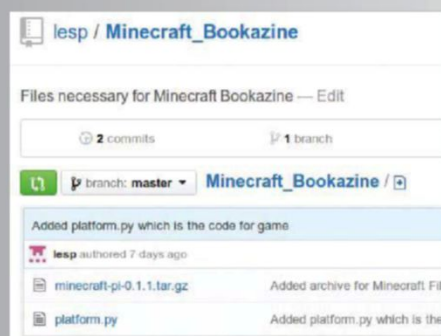 lesp / Minecraft_Bookazine
Files necessary for Minecraft Bookazine — Edit
2 commits 1 branch
branch: master Minecraft_Bookazine /
Added platform.py which is the code for game
lesp authored 7 days ago
minecraft-pi-0.1.1.tar.gz Added archive for Minecraft Fil
platform.py Added platform.py which is the